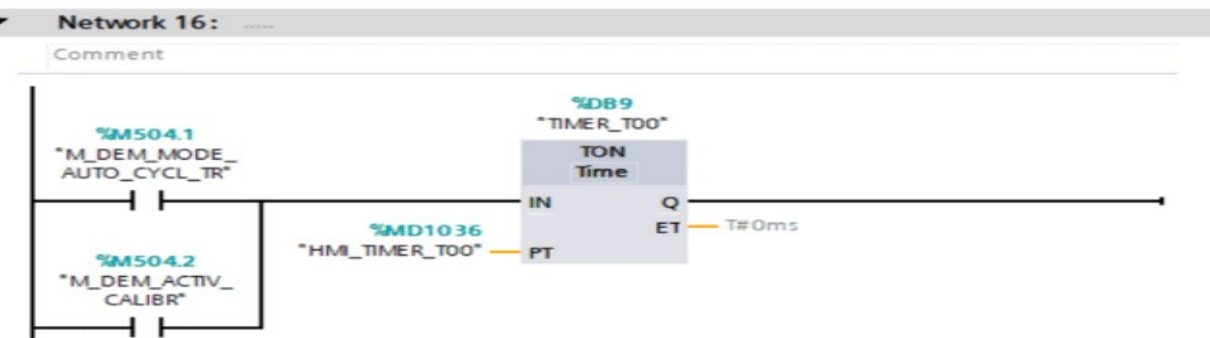 Network 16: .....
Comment
%DB9
"TIMER_T00"
%M504.1
"M_DEM_MODE_
AUTO_CYCL_TR"
TON
Time
IN
Q
%MD1036
"HMI_TIMER_T00"
PT
ET
T#0ms
%M504.2
"M_DEM_ACTIV_
CALIBR"